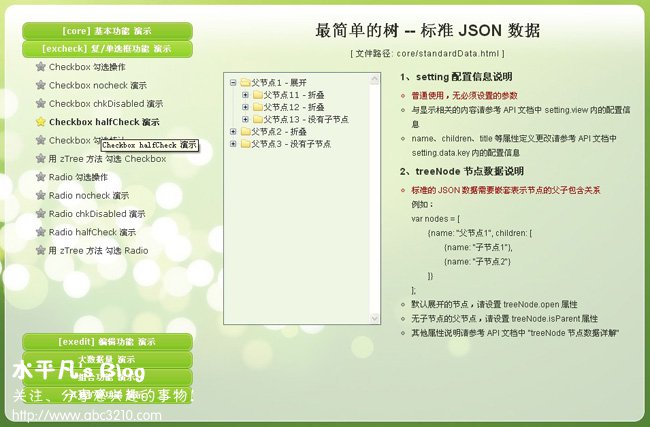 [core] 基本功能 演示
[excheck] 复/单选框功能 演示
Checkbox 勾选操作
Checkbox nocheck 演示
Checkbox chkDisabled 演示
Checkbox halfCheck 演示
Checkbox 勾选
Checkbox halfCheck 演示
用 zTree 方法 勾选 Checkbox
Radio 勾选操作
Radio nocheck 演示
Radio chkDisabled 演示
Radio halfCheck 演示
用 zTree 方法 勾选 Radio
[exedit] 编辑功能 演示
大数据量 演示
组合功能 演示
水平凡's Blog
关注、分享感兴趣的事物！
http://www.qbc3210.com
最简单的树 -- 标准 JSON 数据
[ 文件路径: core/standardData.html ]
父节点1 - 展开
父节点11 - 折叠
父节点12 - 折叠
父节点13 - 没有子节点
父节点2 - 折叠
父节点3 - 没有子节点
1、setting 配置信息说明
普通使用，无必须设置的参数
与显示相关的内容请参考 API 文档中 setting.view 内的配置信
息
name、children、title 等属性定义更改请参考 API 文档中
setting.data.key 内的配置信息
2、treeNode 节点数据说明
标准的 JSON 数据需要嵌套表示节点的父子包含关系
例如：
var nodes = [
{name: "父节点1", children: [
{name: "子节点1"},
{name: "子节点2"}
]}
];
默认展开的节点，请设置 treeNode.open 属性
无子节点的父节点，请设置 treeNode.isParent 属性
其他属性说明请参考 API 文档中 "treeNode 节点数据详解"